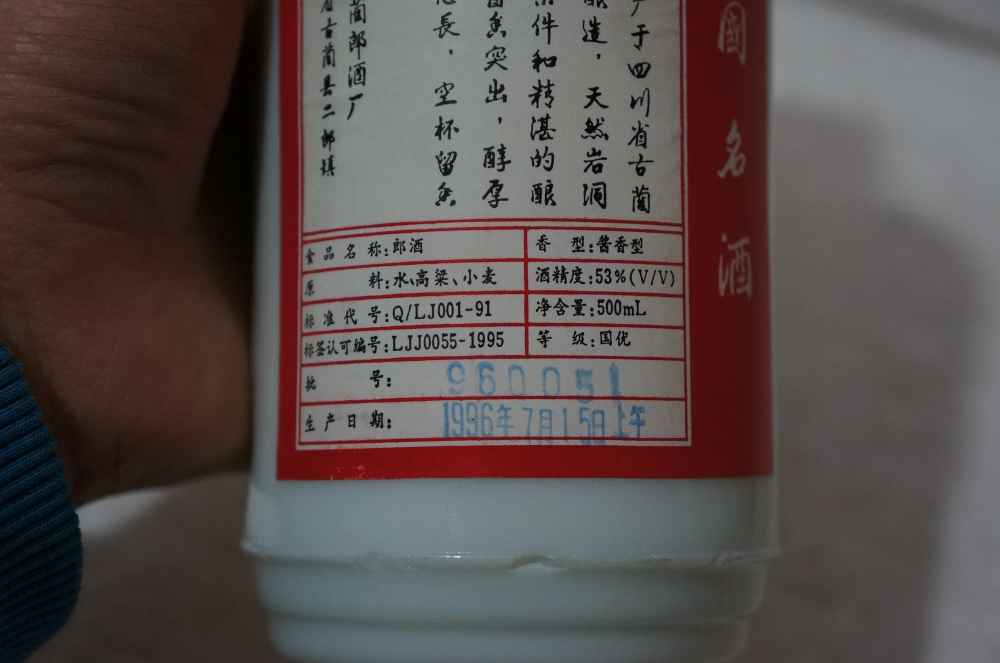 國名酒
产于四川省古蔺
酿造，天然岩洞
条件和精湛的酿
酱香突出，醇厚
长，空杯留香
蔺郎酒厂
省古蔺县二郎镇
食品名称:郎酒
香型:酱香型
原料:水、高粱、小麦
酒精度:53%(V/V)
标准代号:Q/LJ001-91
净含量:500mL
标签认可编号:LJJ0055-1995
等级:国优
批号: 960051
生产日期: 1996年7月15日上午